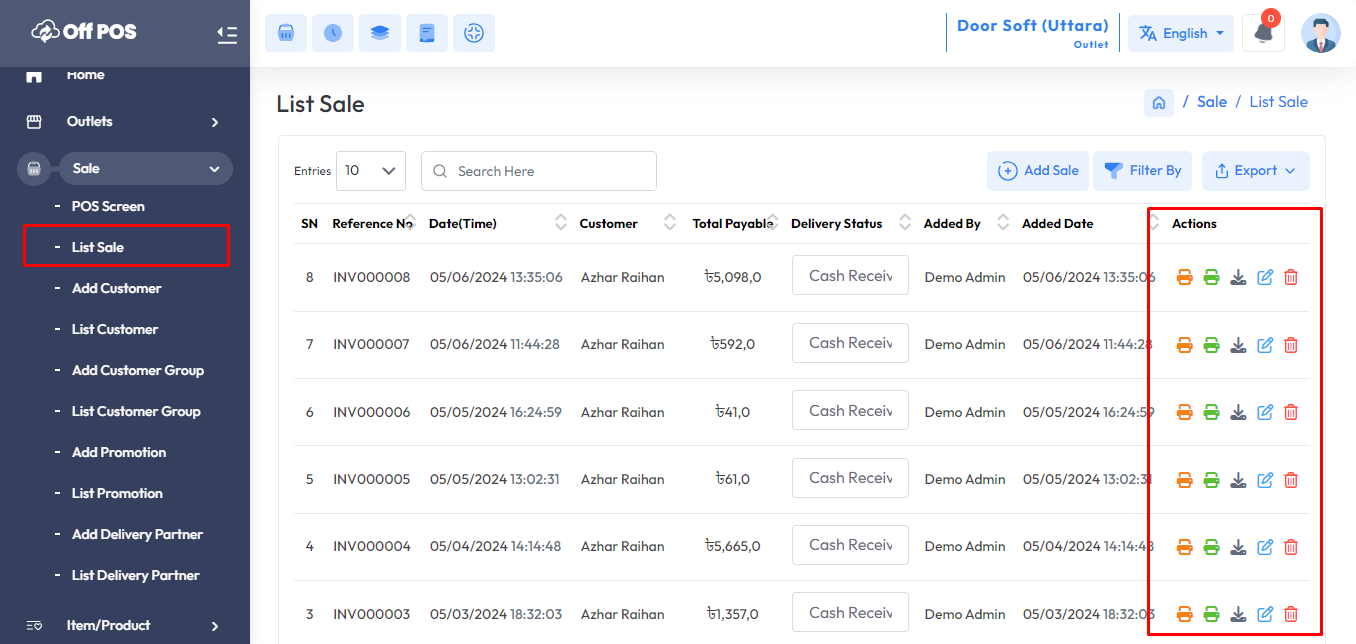 Off POS
Door Soft (Uttara)
Outlet
English
0
Home
Outlets
Sale
- POS Screen
- List Sale
- Add Customer
- List Customer
- Add Customer Group
- List Customer Group
- Add Promotion
- List Promotion
- Add Delivery Partner
- List Delivery Partner
Item/Product
List Sale
/ Sale / List Sale
Entries 10 Search Here Add Sale Filter By Export
SN Reference No Date(Time) Customer Total Payable Delivery Status Added By Added Date Actions
8 INV000008 05/06/2024 13:35:06 Azhar Raihan ৳5,098,0 Cash Receiv Demo Admin 05/06/2024 13:35:06
7 INV000007 05/06/2024 11:44:28 Azhar Raihan ৳592,0 Cash Receiv Demo Admin 05/06/2024 11:44:28
6 INV000006 05/05/2024 16:24:59 Azhar Raihan ৳41,0 Cash Receiv Demo Admin 05/05/2024 16:24:59
5 INV000005 05/05/2024 13:02:31 Azhar Raihan ৳61,0 Cash Receiv Demo Admin 05/05/2024 13:02:31
4 INV000004 05/04/2024 14:14:48 Azhar Raihan ৳5,665,0 Cash Receiv Demo Admin 05/04/2024 14:14:48
3 INV000003 05/03/2024 18:32:03 Azhar Raihan ৳1,357,0 Cash Receiv Demo Admin 05/03/2024 18:32:03